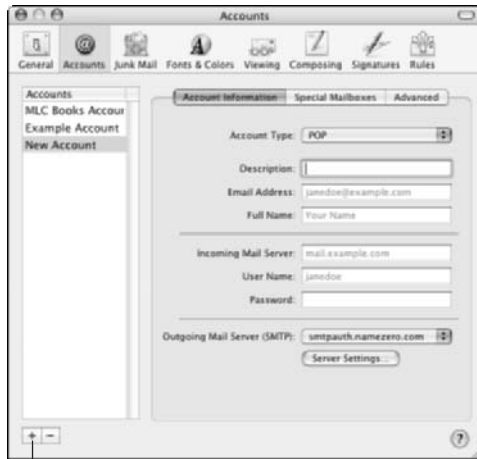 Accounts
General Accounts Junk Mail Fonts & Colors Viewing Composing Signatures Rules
Accounts
MLC Books Accour
Example Account
New Account
Account Information Special Mailboxes Advanced
Account Type: POP
Description:
Email Address: janedoe@example.com
Full Name: Your Name
Incoming Mail Server: mail.example.com
User Name: janedoe
Password:
Outgoing Mail Server (SMTP): smtpauth.namezero.com
Server Settings...
+ −
?